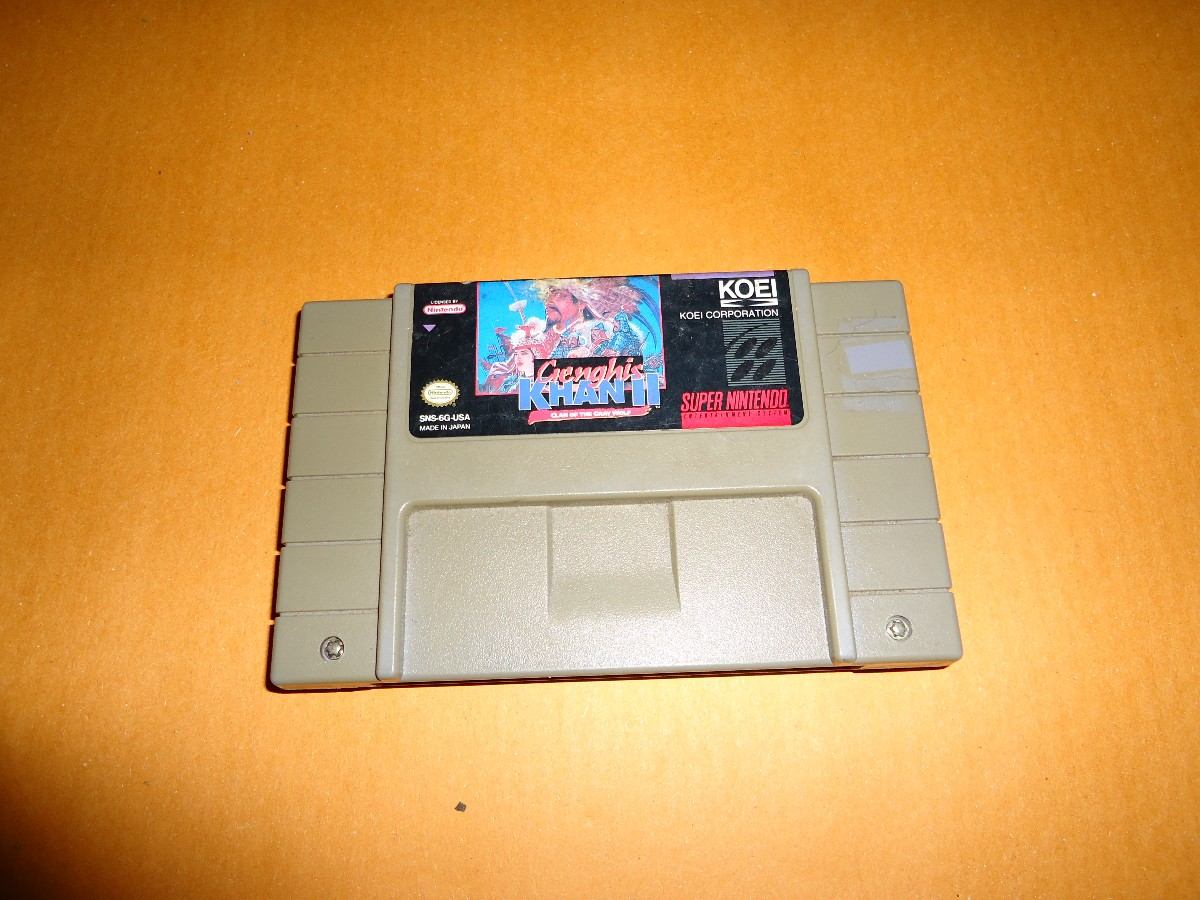 LICENSED BY
Nintendo
SNS-6G-USA
MADE IN JAPAN
Genghis
KHAN II
CLAN OF THE GRAY WOLF
KOEI
KOEI CORPORATION
SUPER NINTENDO
ENTERTAINMENT SYSTEM